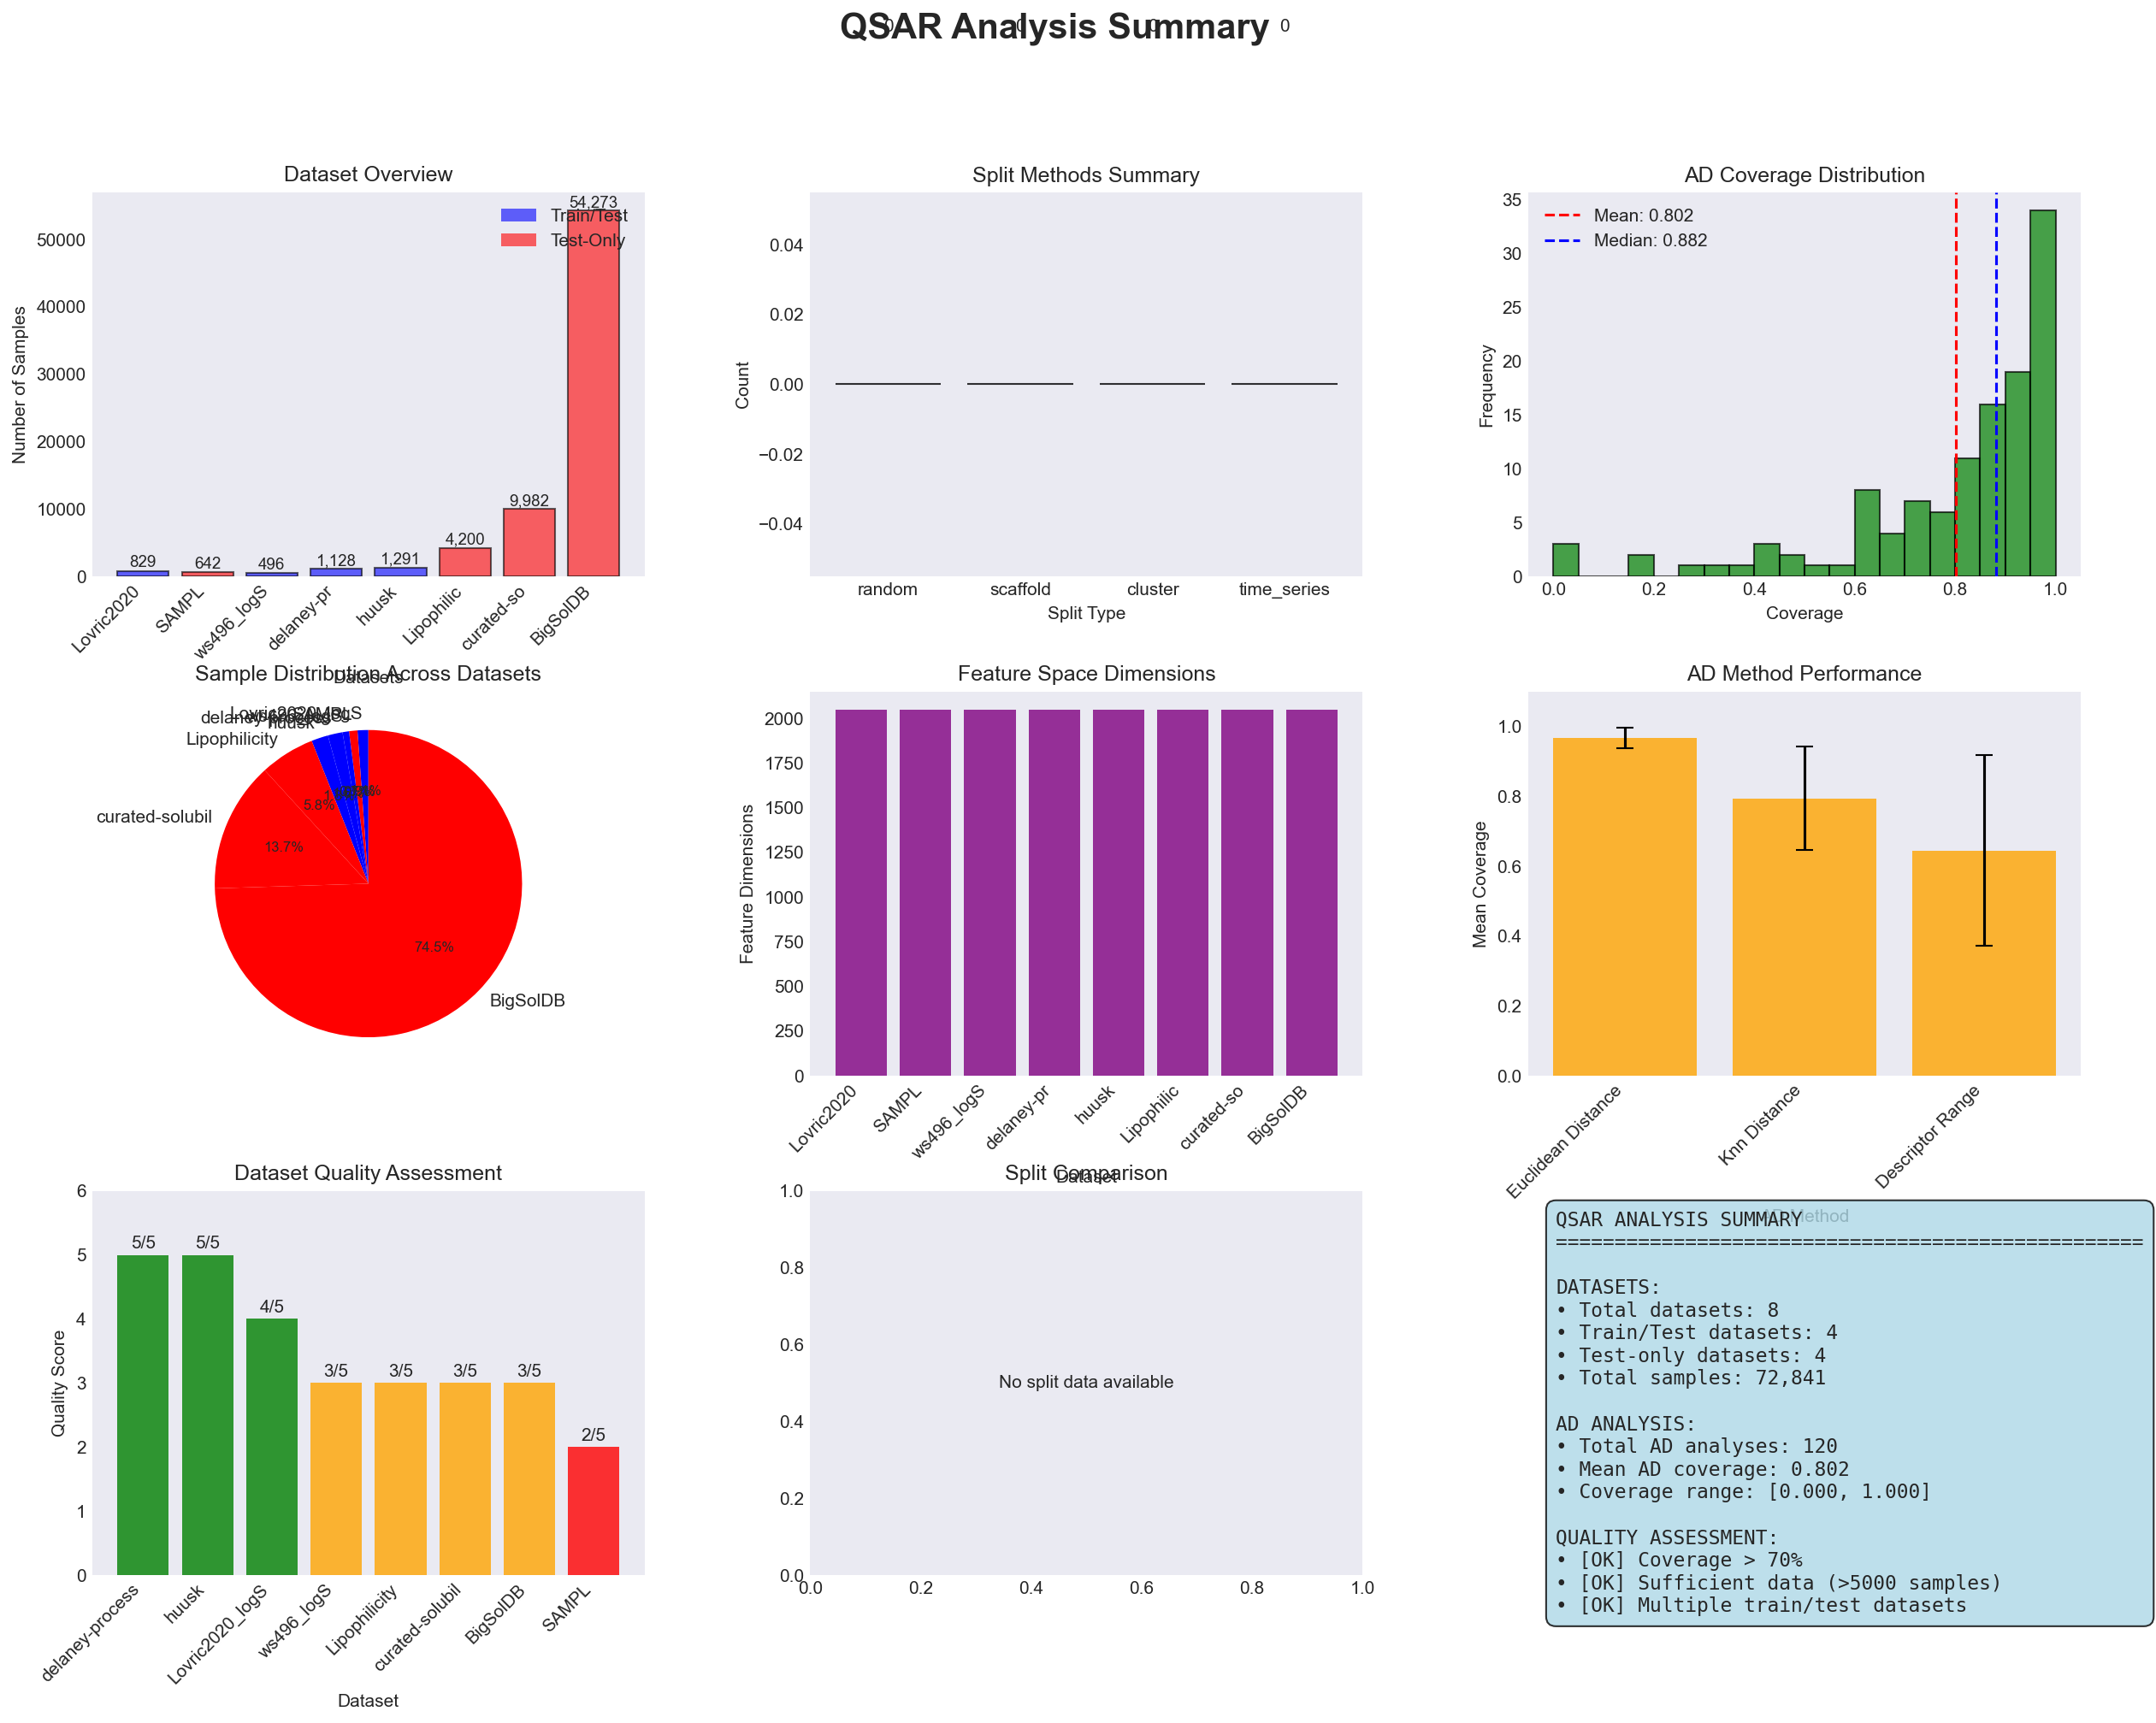 QSAR Analysis Summary
0
0
0
0
Dataset Overview
Number of Samples
50000
40000
30000
20000
10000
0
Train/Test
Test-Only
829
642
496
1,128
1,291
4,200
9,982
54,273
Lovric2020
SAMPL
ws496_logS
delaney-pr
huusk
Lipophilic
curated-so
BigSolDB
Datasets
Split Methods Summary
Count
0.04
0.02
0.00
−0.02
−0.04
random
scaffold
cluster
time_series
Split Type
AD Coverage Distribution
Frequency
35
30
25
20
15
10
5
0
Mean: 0.802
Median: 0.882
0.0
0.2
0.4
0.6
0.8
1.0
Coverage
Sample Distribution Across Datasets
huusk
Lipophilicity
curated-solubil
BigSolDB
5.8%
13.7%
74.5%
Feature Space Dimensions
Feature Dimensions
2000
1750
1500
1250
1000
750
500
250
0
Lovric2020
SAMPL
ws496_logS
delaney-pr
huusk
Lipophilic
curated-so
BigSolDB
Dataset
AD Method Performance
Mean Coverage
1.0
0.8
0.6
0.4
0.2
0.0
Euclidean Distance
Knn Distance
Descriptor Range
AD Method
Dataset Quality Assessment
Quality Score
6
5
4
3
2
1
0
5/5
5/5
4/5
3/5
3/5
3/5
3/5
2/5
delaney-process
huusk
Lovric2020_logS
ws496_logS
Lipophilicity
curated-solubil
BigSolDB
SAMPL
Dataset
Split Comparison
1.0
0.8
0.6
0.4
0.2
0.0
No split data available
0.0
0.2
0.4
0.6
0.8
1.0
QSAR ANALYSIS SUMMARY
==================================================
DATASETS:
• Total datasets: 8
• Train/Test datasets: 4
• Test-only datasets: 4
• Total samples: 72,841
AD ANALYSIS:
• Total AD analyses: 120
• Mean AD coverage: 0.802
• Coverage range: [0.000, 1.000]
QUALITY ASSESSMENT:
• [OK] Coverage > 70%
• [OK] Sufficient data (>5000 samples)
• [OK] Multiple train/test datasets